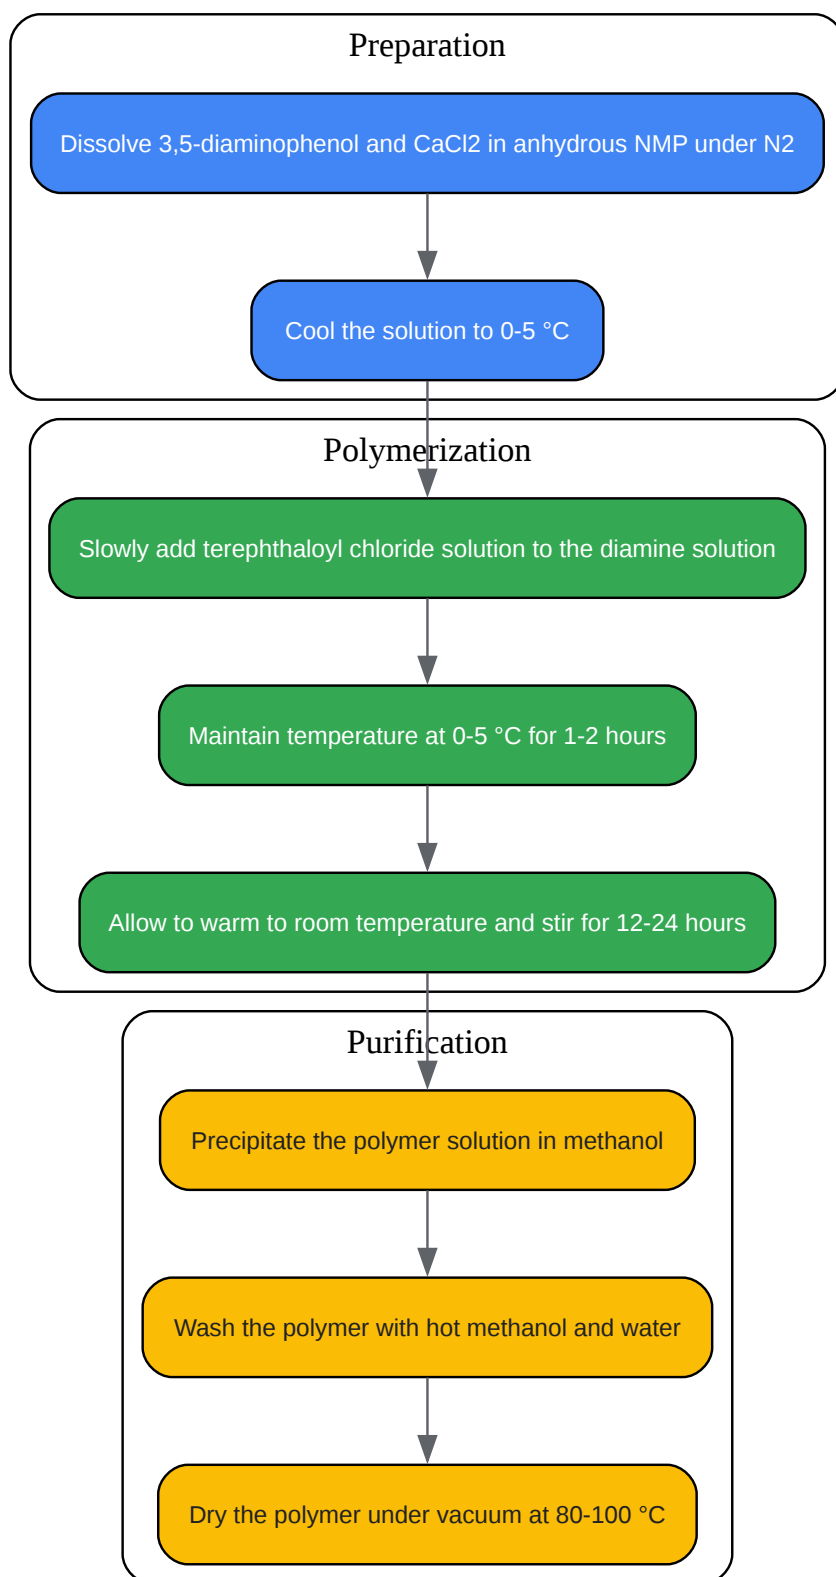 Preparation
Dissolve 3,5-diaminophenol and CaCl2 in anhydrous NMP under N2
Cool the solution to 0-5 °C
Polymerization
Slowly add terephthaloyl chloride solution to the diamine solution
Maintain temperature at 0-5 °C for 1-2 hours
Allow to warm to room temperature and stir for 12-24 hours
Purification
Precipitate the polymer solution in methanol
Wash the polymer with hot methanol and water
Dry the polymer under vacuum at 80-100 °C